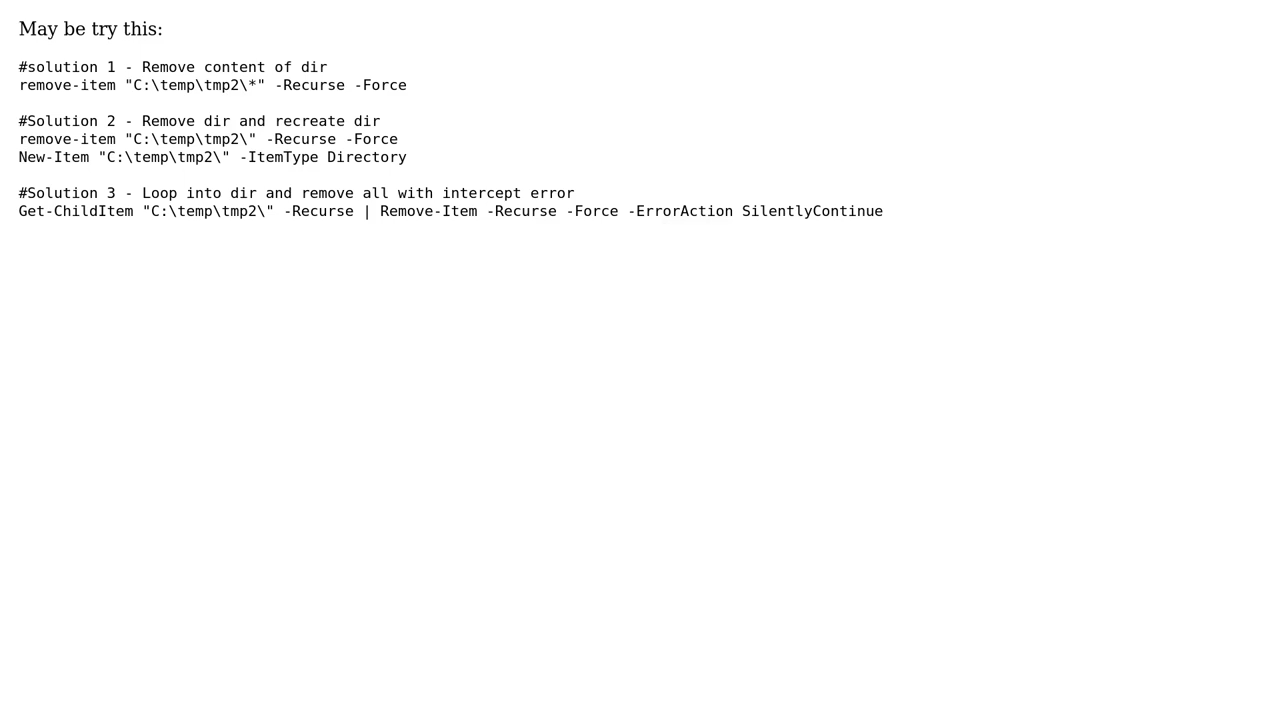 May be try this:
#solution 1 - Remove content of dir
remove-item "C:\temp\tmp2\*" -Recurse -Force
#Solution 2 - Remove dir and recreate dir
remove-item "C:\temp\tmp2\" -Recurse -Force
New-Item "C:\temp\tmp2\" -ItemType Directory
#Solution 3 - Loop into dir and remove all with intercept error
Get-ChildItem "C:\temp\tmp2\" -Recurse | Remove-Item -Recurse -Force -ErrorAction SilentlyContinue